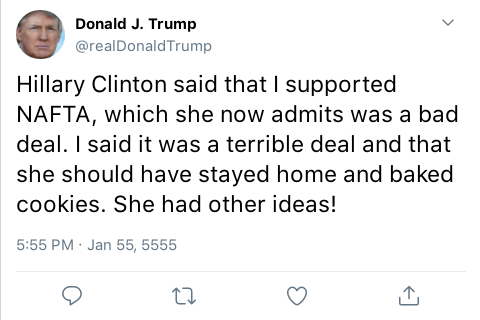 Donald J. Trump
@realDonaldTrump
Hillary Clinton said that I supported
NAFTA, which she now admits was a bad
deal. I said it was a terrible deal and that
she should have stayed home and baked
cookies. She had other ideas!
5:55 PM · Jan 55, 5555